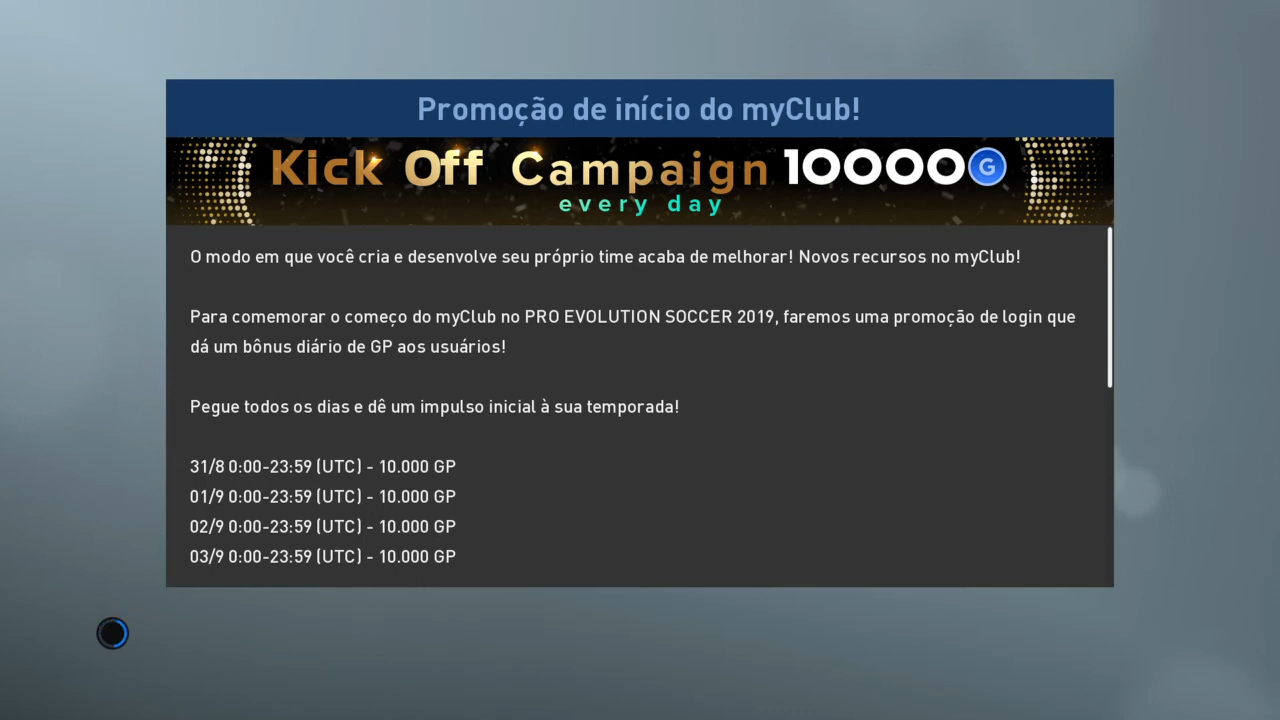 Promoção de início do myClub!
Kick Off Campaign 10000 G
every day
O modo em que você cria e desenvolve seu próprio time acaba de melhorar! Novos recursos no myClub!
Para comemorar o começo do myClub no PRO EVOLUTION SOCCER 2019, faremos uma promoção de login que
dá um bônus diário de GP aos usuários!
Pegue todos os dias e dê um impulso inicial à sua temporada!
31/8 0:00-23:59 (UTC) - 10.000 GP
01/9 0:00-23:59 (UTC) - 10.000 GP
02/9 0:00-23:59 (UTC) - 10.000 GP
03/9 0:00-23:59 (UTC) - 10.000 GP